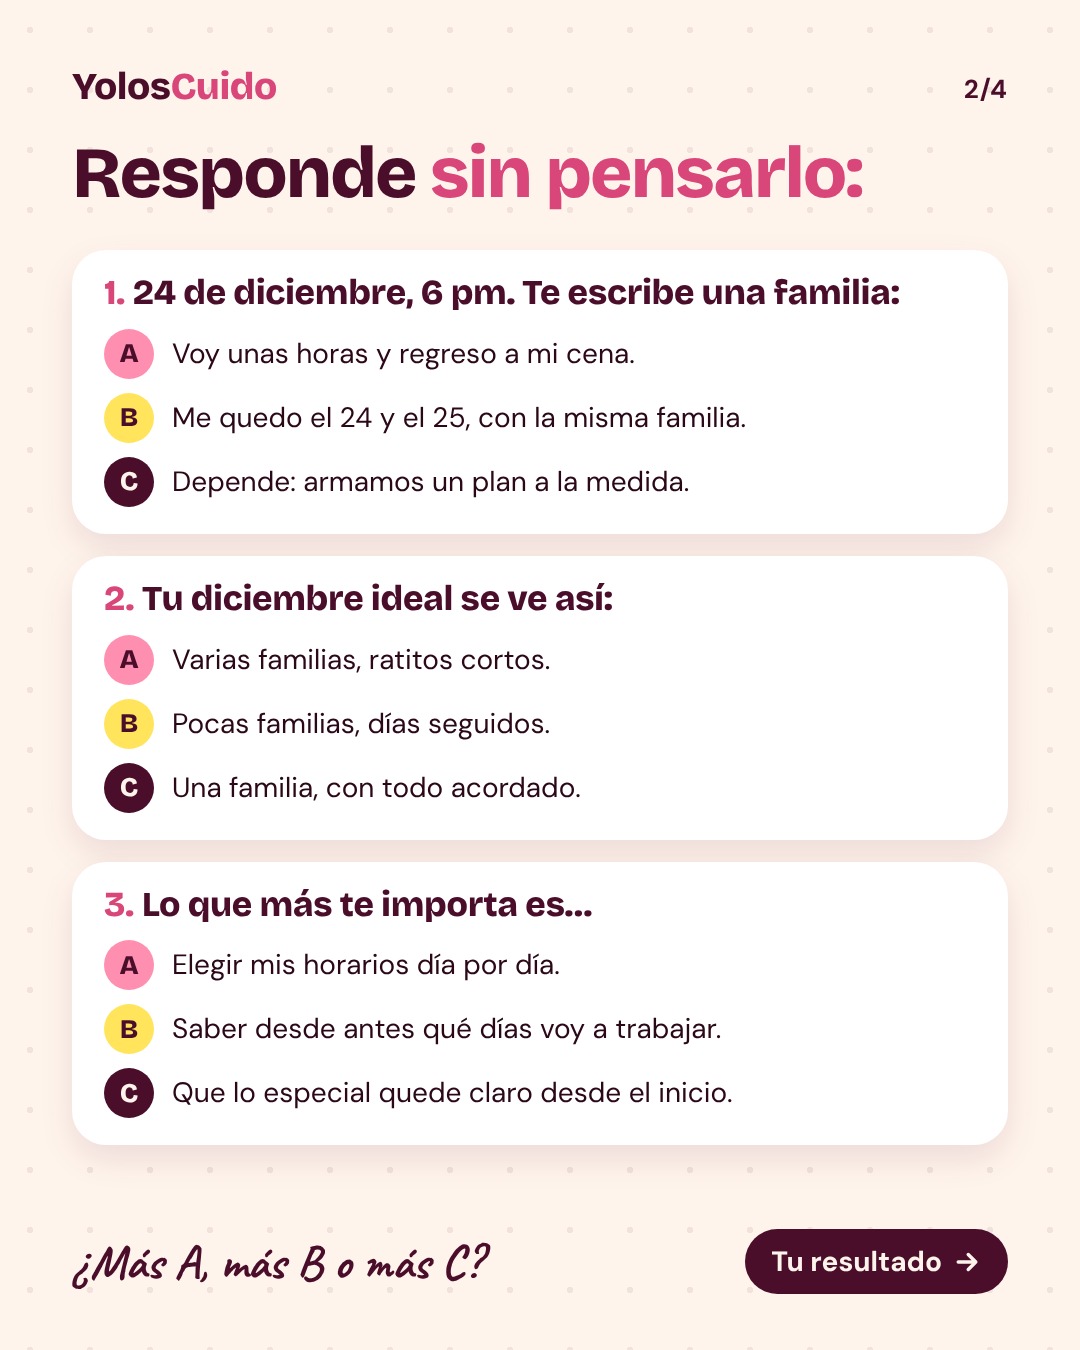 YolosCuido
2/4
Responde sin pensarlo:
1. 24 de diciembre, 6 pm. Te escribe una familia:
A Voy unas horas y regreso a mi cena.
B Me quedo el 24 y el 25, con la misma familia.
C Depende: armamos un plan a la medida.
2. Tu diciembre ideal se ve así:
A Varias familias, ratitos cortos.
B Pocas familias, días seguidos.
C Una familia, con todo acordado.
3. Lo que más te importa es...
A Elegir mis horarios día por día.
B Saber desde antes qué días voy a trabajar.
C Que lo especial quede claro desde el inicio.
¿Más A, más B o más C?
Tu resultado →